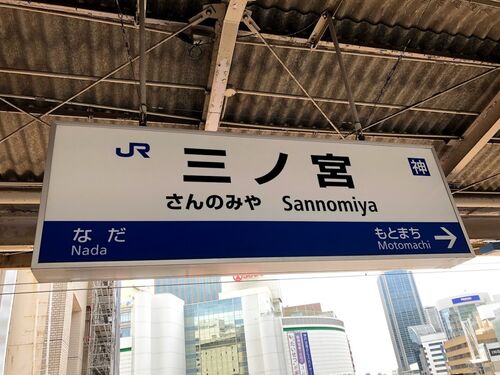 JR 三ノ宮 神
さんのみや Sannomiya
なだ もとまち
Nada Motomachi